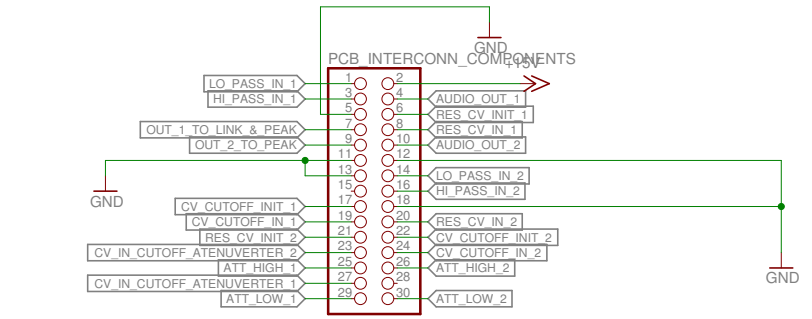 GND
PCB_INTERCONN_COMPONENTS
+15V
LO_PASS_IN_1 1 2
HI_PASS_IN_1 3 4 AUDIO_OUT_1
5 6 RES_CV_INIT_1
OUT_1_TO_LINK_&_PEAK 7 8 RES_CV_IN_1
OUT_2_TO_PEAK 9 10 AUDIO_OUT_2
11 12
13 14 LO_PASS_IN_2
GND
15 16 HI_PASS_IN_2
CV_CUTOFF_INIT_1 17 18
CV_CUTOFF_IN_1 19 20 RES_CV_IN_2
RES_CV_INIT_2 21 22 CV_CUTOFF_INIT_2
CV_IN_CUTOFF_ATENUVERTER_2 23 24 CV_CUTOFF_IN_2
ATT_HIGH_1 25 26 ATT_HIGH_2
CV_IN_CUTOFF_ATENUVERTER_1 27 28
GND
ATT_LOW_1 29 30 ATT_LOW_2